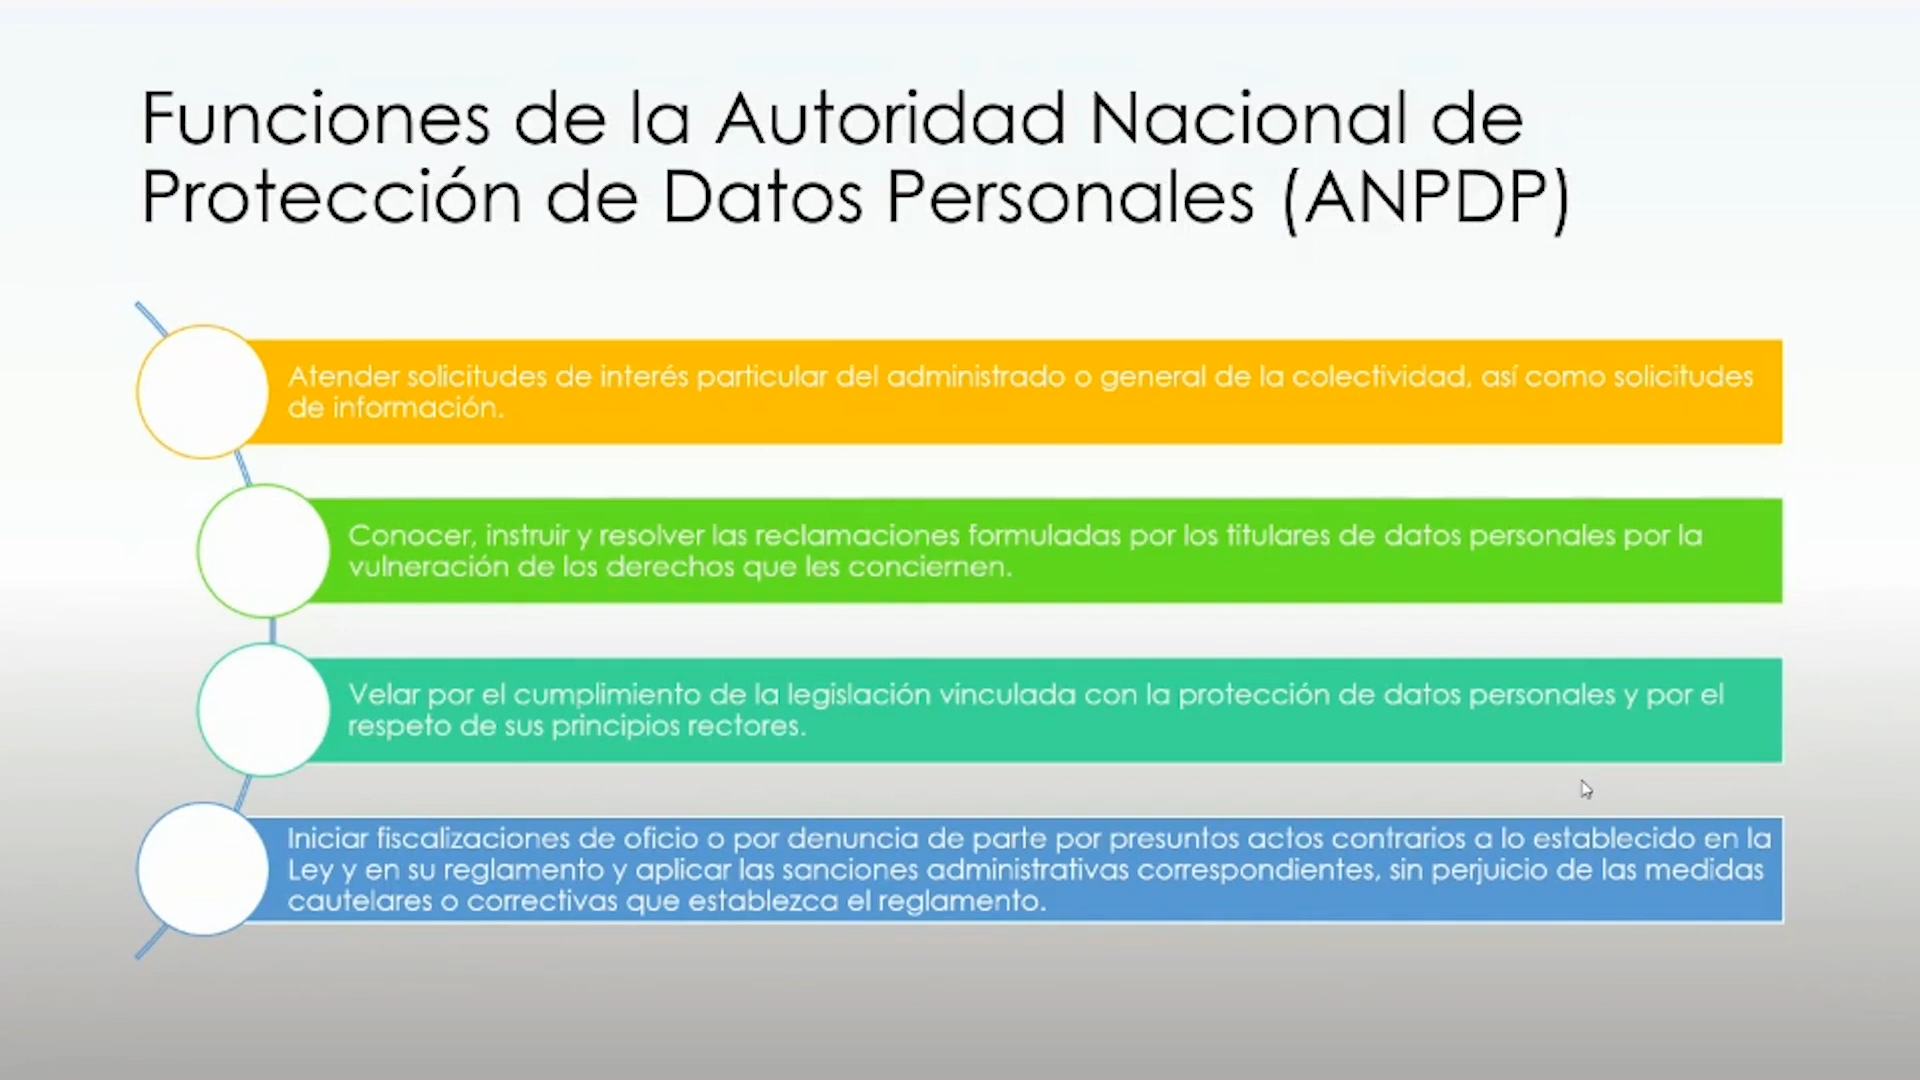 Funciones de la Autoridad Nacional de
Protección de Datos Personales (ANPDP)
Atender solicitudes de interés particular del administrado o general de la colectividad, así como solicitudes
de información.
Conocer, instruir y resolver las reclamaciones formuladas por los titulares de datos personales por la
vulneración de los derechos que les conciernen.
Velar por el cumplimiento de la legislación vinculada con la protección de datos personales y por el
respeto de sus principios rectores.
Iniciar fiscalizaciones de oficio o por denuncia de parte por presuntos actos contrarios a lo establecido en la
Ley y en su reglamento y aplicar las sanciones administrativas correspondientes, sin perjuicio de las medidas
cautelares o correctivas que establezca el reglamento.